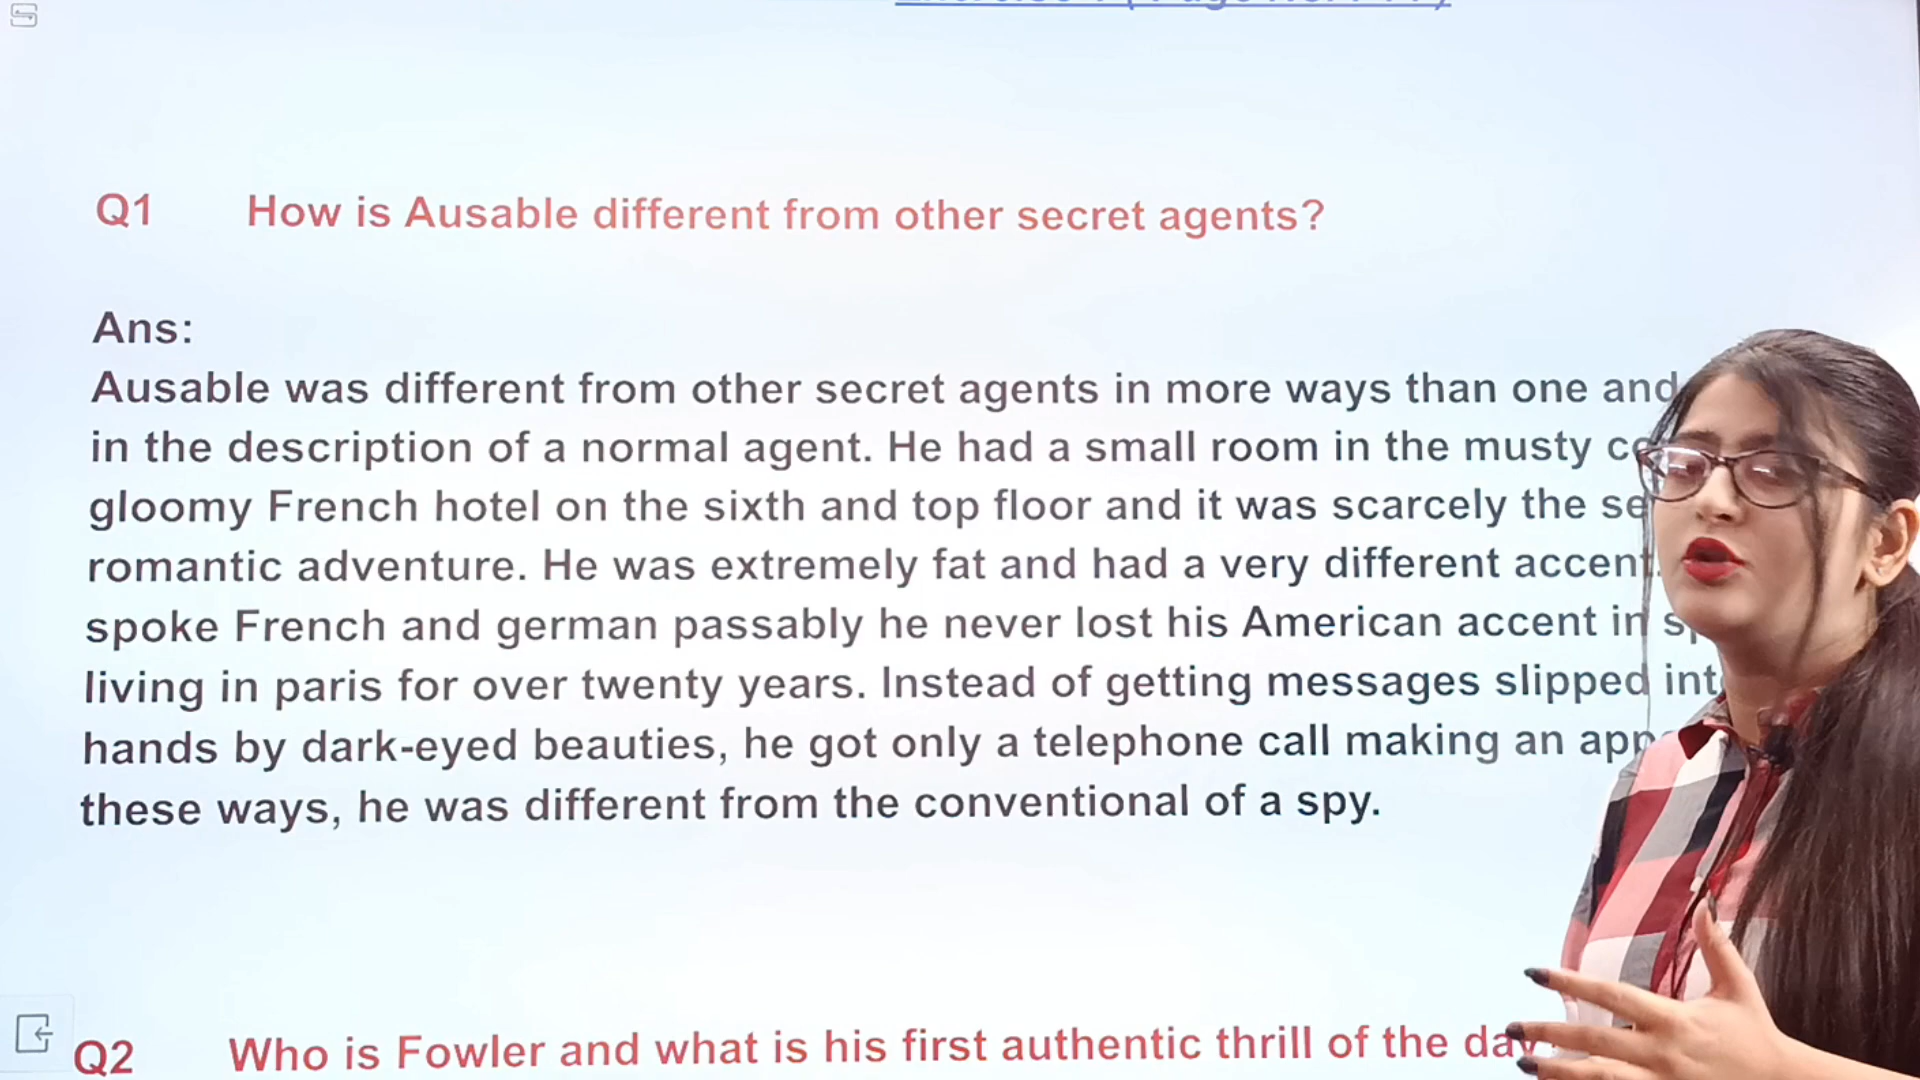 Q1 How is Ausable different from other secret agents?
Ans:
Ausable was different from other secret agents in more ways than one and
in the description of a normal agent. He had a small room in the musty
gloomy French hotel on the sixth and top floor and it was scarcely the
romantic adventure. He was extremely fat and had a very different accent.
spoke French and german passably he never lost his American accent in
living in paris for over twenty years. Instead of getting messages slipped
hands by dark-eyed beauties, he got only a telephone call making an
these ways, he was different from the conventional of a spy.
Q2 Who is Fowler and what is his first authentic thrill of the day